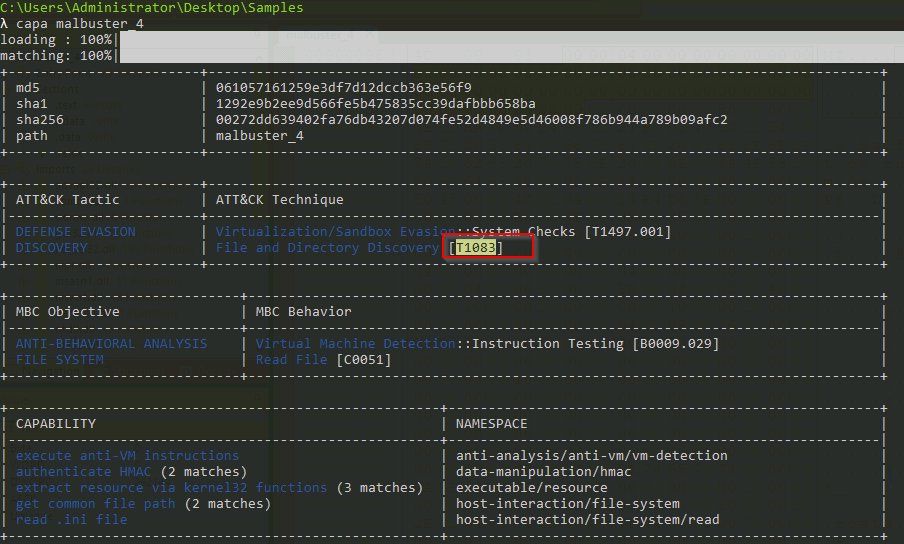 C:\Users\Administrator\Desktop\Samples
λ capa malbuster_4
loading : 100%|
matching: 100%|
md5 | 061057161259e3df7d12dccb363e56f9
sha1 | 1292e9b2ee9d566fe5b475835cc39dafbbb658ba
sha256 | 00272dd639402fa76db43207d074fe52d4849e5d46008f786b944a789b09afc2
path | malbuster_4
ATT&CK Tactic | ATT&CK Technique
DEFENSE EVASION | Virtualization/Sandbox Evasion::System Checks [T1497.001]
DISCOVERY | File and Directory Discovery [T1083]
MBC Objective | MBC Behavior
ANTI-BEHAVIORAL ANALYSIS | Virtual Machine Detection::Instruction Testing [B0009.029]
FILE SYSTEM | Read File [C0051]
CAPABILITY | NAMESPACE
execute anti-VM instructions | anti-analysis/anti-vm/vm-detection
authenticate HMAC (2 matches) | data-manipulation/hmac
extract resource via kernel32 functions (3 matches) | executable/resource
get common file path (2 matches) | host-interaction/file-system
read .ini file | host-interaction/file-system/read